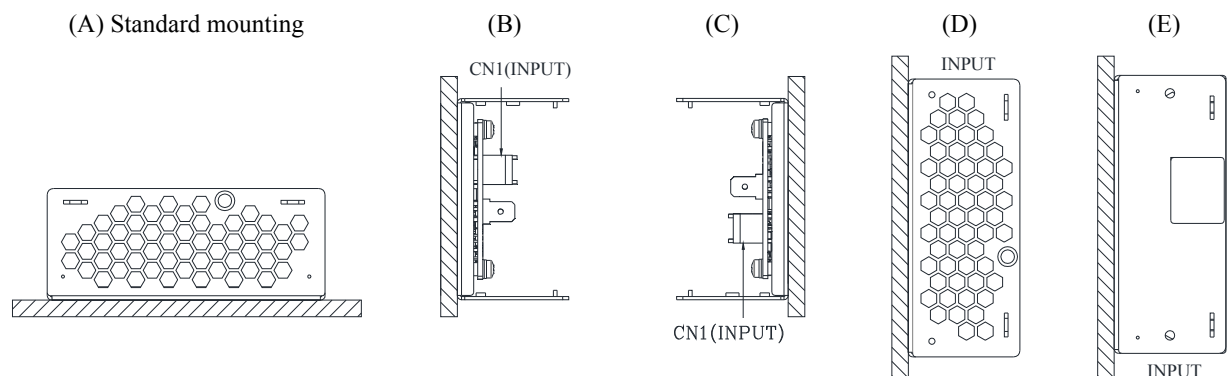 (A) Standard mounting
(B)
(C)
(D)
(E)
CN1(INPUT)
CN1(INPUT)
INPUT
INPUT